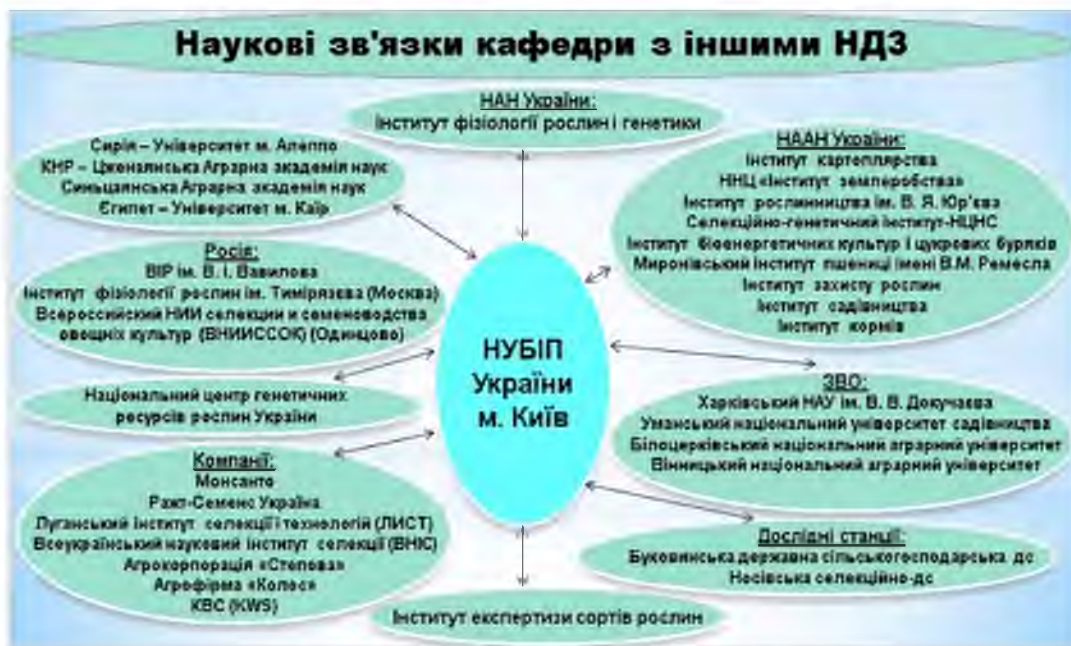 Наукові зв'язки кафедри з іншими НДЗ
НАН України:
Інститут фізіології рослин і генетики
Сирія – Університет м. Алеппо
КНР – Цженаянська Аграрна академія наук
Синьцаянська Аграрна академія наук
Єгипет – Університет м. Каїр
НААН України:
Інститут картоплярства
ННЦ «Інститут землеробства»
Інститут рослинництва ім. В. Я. Юр'єва
Селекційно-генетичний інститут-НЦНС
Інститут біоенергетичних культур і цукрових буряків
Миронівський інститут пшениці імені В.М. Ремесла
Інститут захисту рослин
Інститут садівництва
Інститут кормів
Росія:
ВІР ім. В. І. Вавилова
Інститут фізіології рослин ім. Тимірязєва (Москва)
Всероссийский НИИ селекции и семеноводства
овощніх культур (ВНИИССОК) (Одинцово)
НУБІП
України
м. Київ
Національний центр генетичних
ресурсів рослин України
ЗВО:
Харківський НАУ ім. В. В. Докучаєва
Уманський національний університет садівництва
Білоцерківський національний аграрний університет
Вінницький національний аграрний університет
Компанії:
Монсанто
Ражт-Семенс Україна
Луганський інститут селекції і технологій (ЛИСТ)
Всеукраїнський науковий інститут селекції (ВНІС)
Агрокорпорація «Степова»
Агрофірма «Колос»
КВС (KWS)
Дослідні станції:
Буковинська державна сільськогосподарська дс
Носівська селекційно-дс
Інститут експертизи сортів рослин